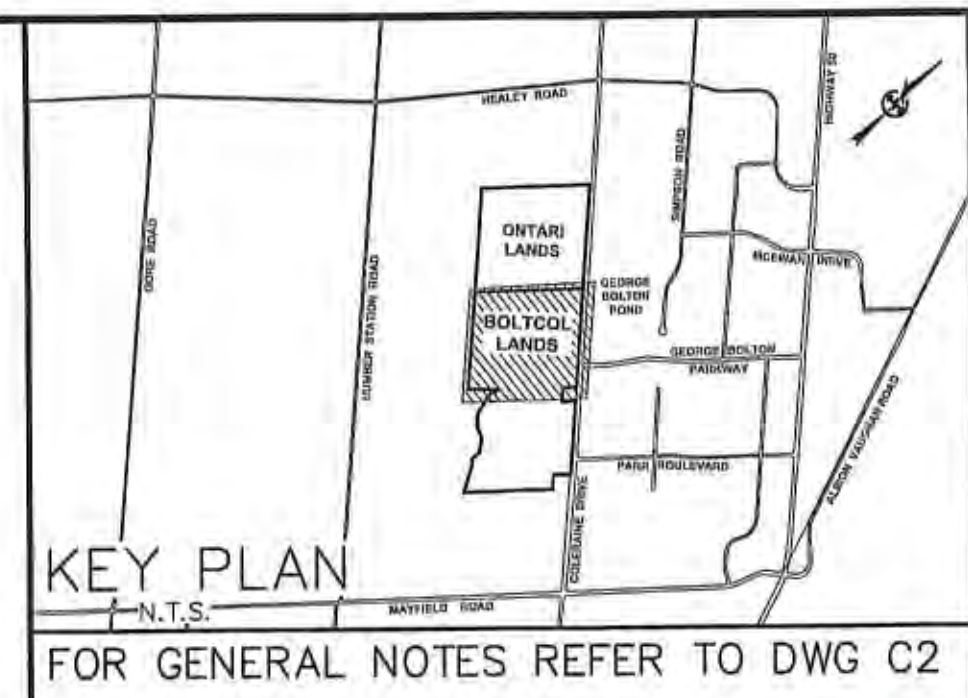 HEALEY ROAD
HIGHWAY 50
SIMPSON ROAD
GORE ROAD
HUMBER STATION ROAD
ONTARI
LANDS
MCEWAN DRIVE
GEORGE
BOLTON
POND
BOLTCOL
LANDS
GEORGE BOLTON
PARKWAY
ALBION VAUGHAN ROAD
PARR BOULEVARD
COLERAINE DRIVE
KEY PLAN
N.T.S.
MAYFIELD ROAD
FOR GENERAL NOTES REFER TO DWG C2